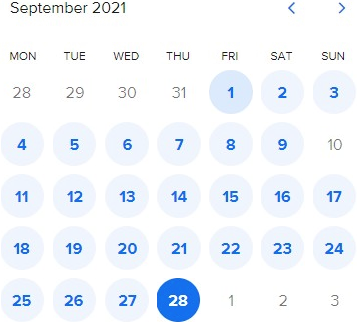 September 2021
MON TUE WED THU FRI SAT SUN
28 29 30 31 1 2 3
4 5 6 7 8 9 10
11 12 13 14 15 16 17
18 19 20 21 22 23 24
25 26 27 28 1 2 3